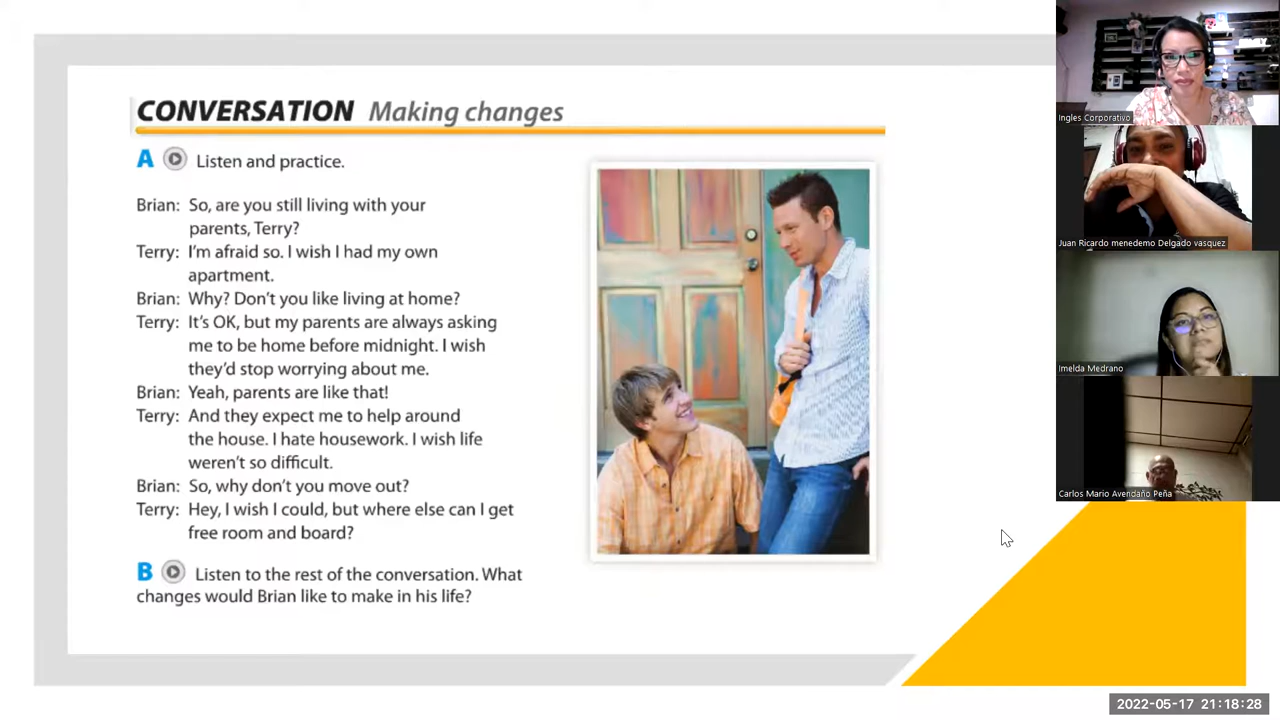 CONVERSATION Making changes
A Listen and practice.
Brian: So, are you still living with your
parents, Terry?
Terry: I'm afraid so. I wish I had my own
apartment.
Brian: Why? Don't you like living at home?
Terry: It's OK, but my parents are always asking
me to be home before midnight. I wish
they'd stop worrying about me.
Brian: Yeah, parents are like that!
Terry: And they expect me to help around
the house. I hate housework. I wish life
weren't so difficult.
Brian: So, why don't you move out?
Terry: Hey, I wish I could, but where else can I get
free room and board?
B Listen to the rest of the conversation. What
changes would Brian like to make in his life?
Ingles Corporativo
Juan Ricardo menedemo Delgado vasquez
Imelda Medrano
Carlos Mario Avendaño Peña
2022-05-17 21:18:28